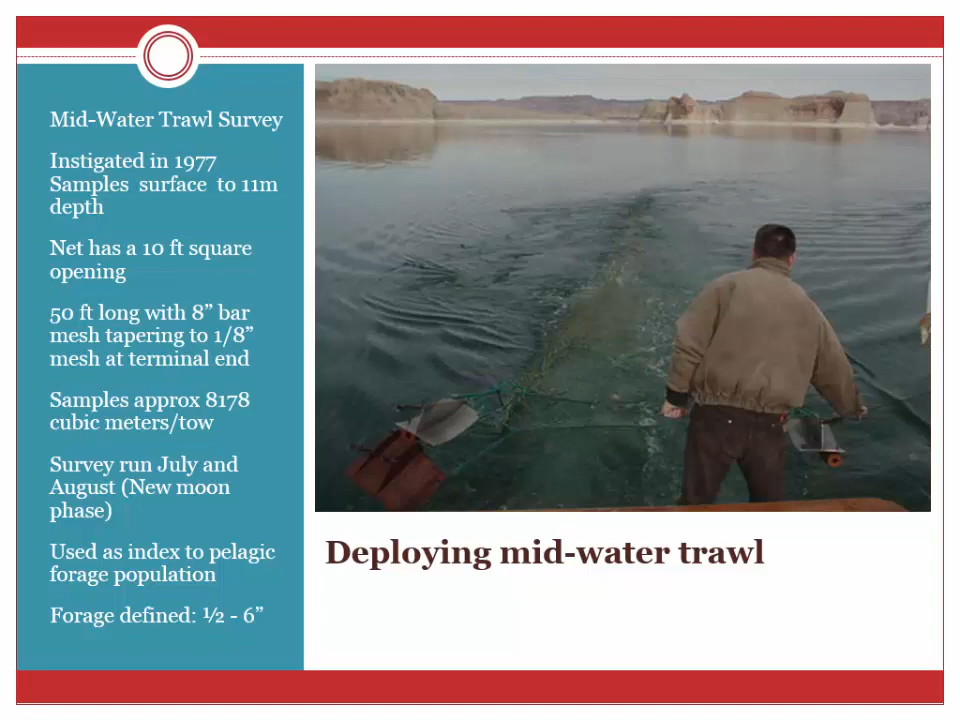 Mid-Water Trawl Survey
Instigated in 1977
Samples surface to 11m
depth
Net has a 10 ft square
opening
50 ft long with 8” bar
mesh tapering to 1/8”
mesh at terminal end
Samples approx 8178
cubic meters/tow
Survey run July and
August (New moon
phase)
Used as index to pelagic
forage population
Forage defined: ½ - 6”
Deploying mid-water trawl